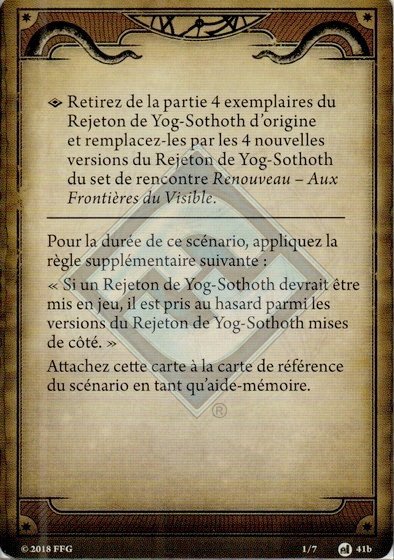 Retirez de la partie 4 exemplaires du
Rejeton de Yog-Sothoth d'origine
et remplacez-les par les 4 nouvelles
versions du Rejeton de Yog-Sothoth
du set de rencontre Renouveau – Aux
Frontières du Visible.
Pour la durée de ce scénario, appliquez la
règle supplémentaire suivante :
« Si un Rejeton de Yog-Sothoth devrait être
mis en jeu, il est pris au hasard parmi les
versions du Rejeton de Yog-Sothoth mises
de côté. »
Attachez cette carte à la carte de référence
du scénario en tant qu'aide-mémoire.
®
© 2018 FFG 1/7 41b